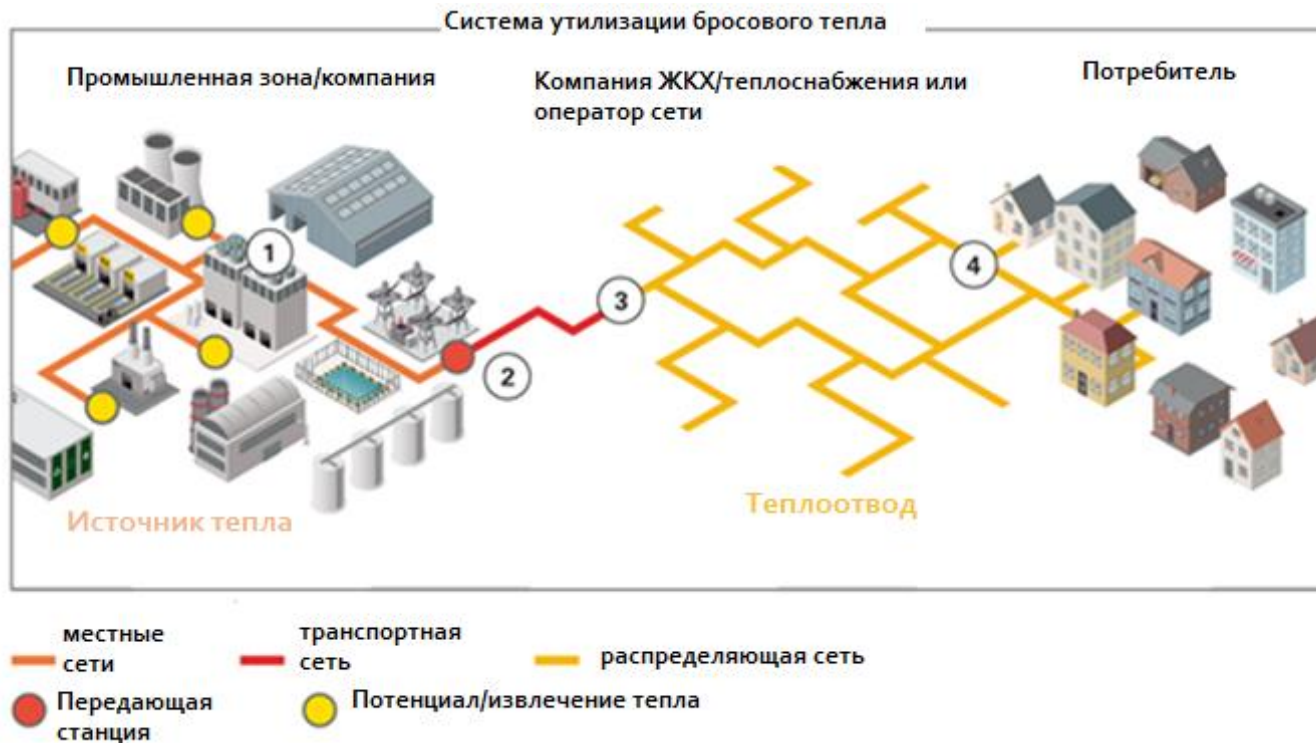 Система утилизации бросового тепла
Промышленная зона/компания
Компания ЖКХ/теплоснабжения или
оператор сети
Потребитель
1
2
3
4
Источник тепла
Теплоотвод
местные
сети
транспортная
сеть
распределяющая сеть
Передающая
станция
Потенциал/извлечение тепла